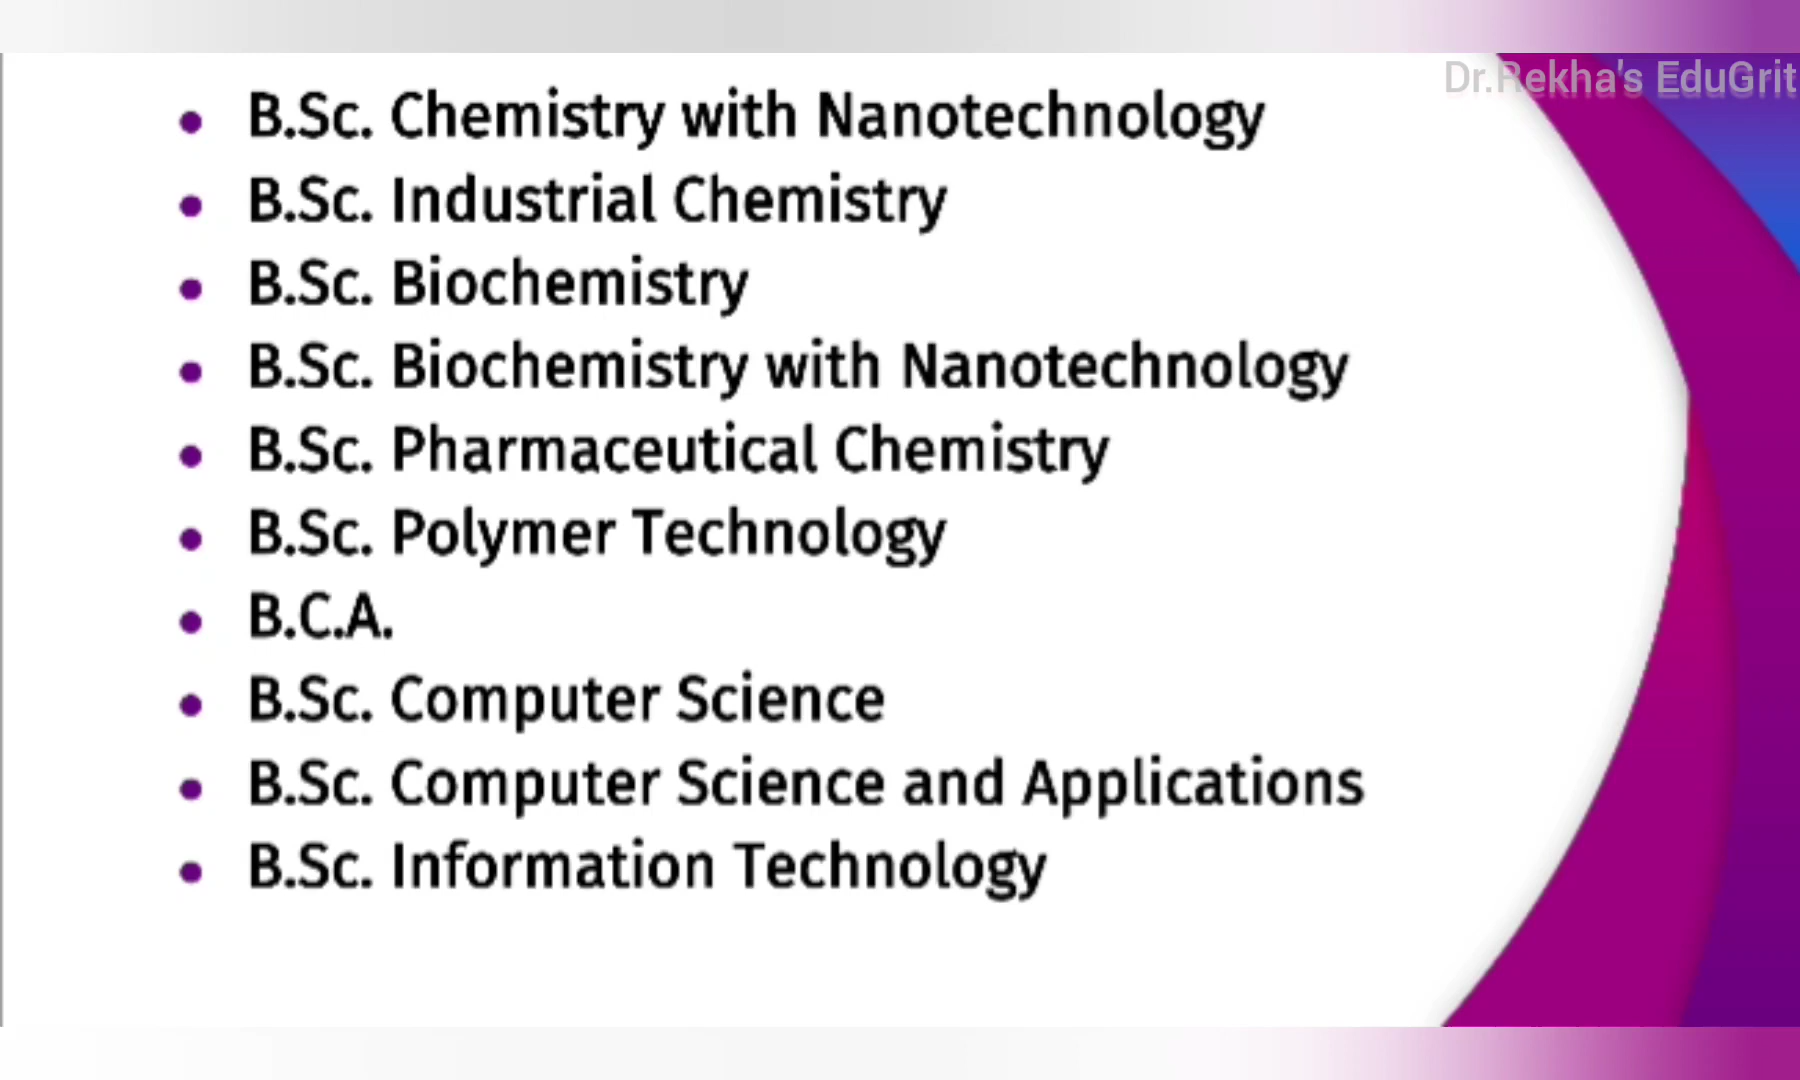 Dr.Rekha's EduGrit
• B.Sc. Chemistry with Nanotechnology
• B.Sc. Industrial Chemistry
• B.Sc. Biochemistry
• B.Sc. Biochemistry with Nanotechnology
• B.Sc. Pharmaceutical Chemistry
• B.Sc. Polymer Technology
• B.C.A.
• B.Sc. Computer Science
• B.Sc. Computer Science and Applications
• B.Sc. Information Technology